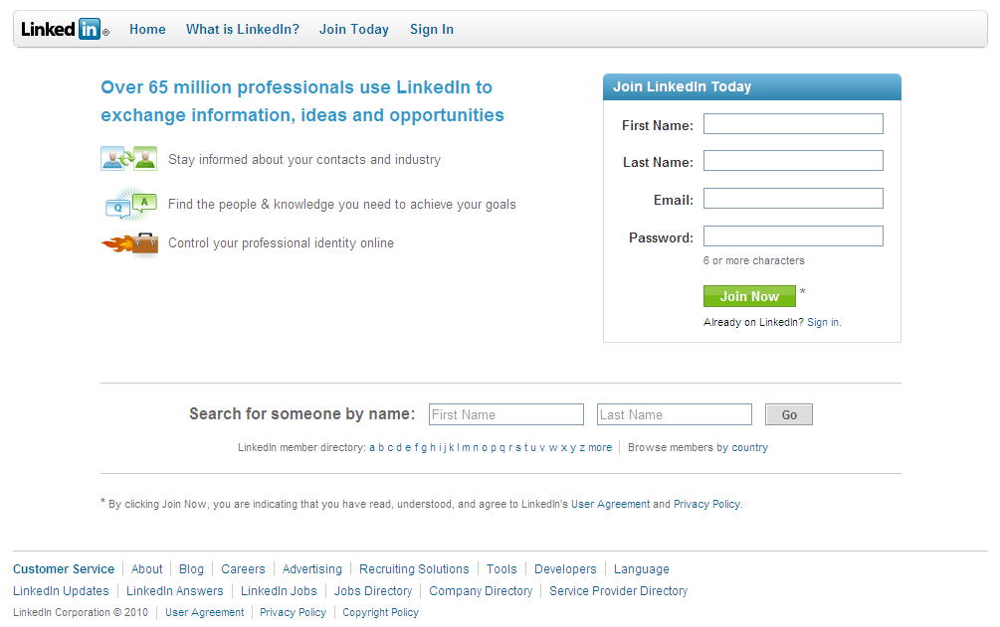 Linked in ® Home What is LinkedIn? Join Today Sign In
Over 65 million professionals use LinkedIn to
exchange information, ideas and opportunities
Stay informed about your contacts and industry
Q A
Find the people & knowledge you need to achieve your goals
Control your professional identity online
Join LinkedIn Today
First Name:
Last Name:
Email:
Password:
6 or more characters
Join Now *
Already on LinkedIn? Sign in.
Search for someone by name: First Name Last Name Go
LinkedIn member directory: a b c d e f g h i j k l m n o p q r s t u v w x y z more | Browse members by country
* By clicking Join Now, you are indicating that you have read, understood, and agree to LinkedIn's User Agreement and Privacy Policy.
Customer Service | About | Blog | Careers | Advertising | Recruiting Solutions | Tools | Developers | Language
LinkedIn Updates | LinkedIn Answers | LinkedIn Jobs | Jobs Directory | Company Directory | Service Provider Directory
LinkedIn Corporation © 2010 | User Agreement | Privacy Policy | Copyright Policy